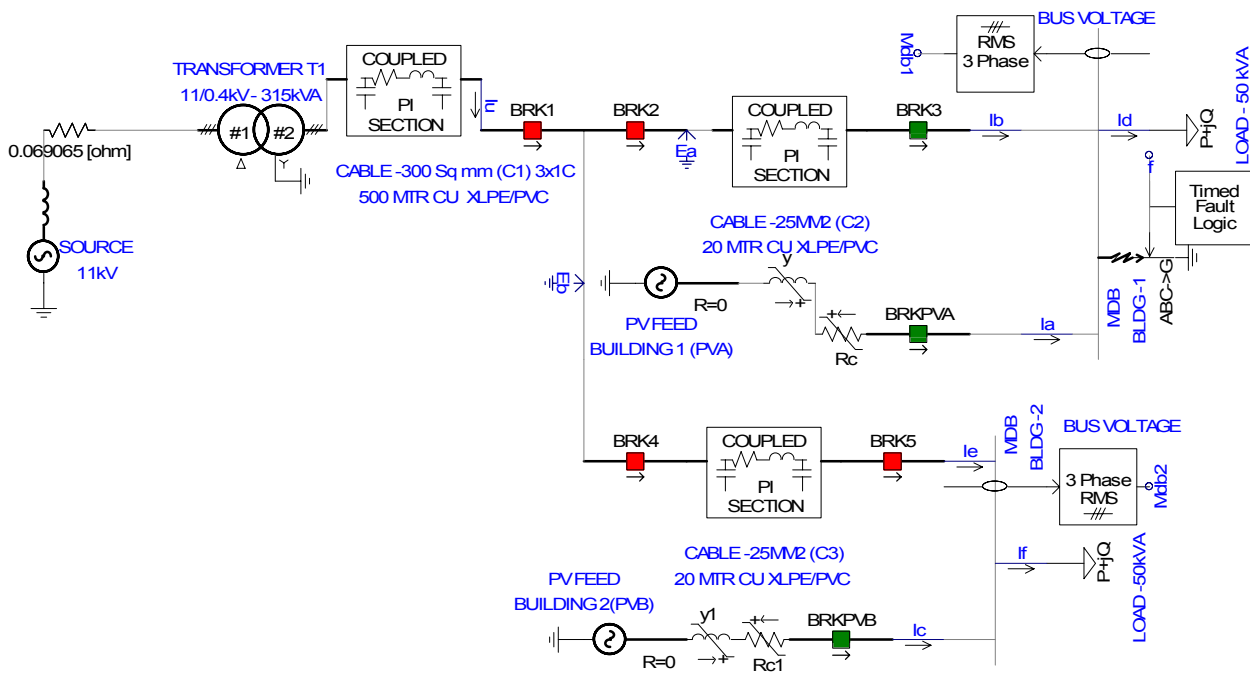 BUS VOLTAGE
RMS
3 Phase
Mdb1
COUPLED
PI
SECTION
TRANSFORMER T1
11/0.4kV- 315kVA
#1
#2
Iu
BRK1
BRK2
Ea
COUPLED
PI
SECTION
BRK3
Ib
Id
P+jQ
LOAD - 50 kVA
0.069065 [ohm]
CABLE -300 Sq mm (C1) 3x1C
500 MTR CU XLPE/PVC
f
Timed
Fault
Logic
SOURCE
11kV
CABLE -25MM2 (C2)
20 MTR CU XLPE/PVC
y
Eb
R=0
PV FEED
BUILDING 1 (PVA)
Rc
BRKPVA
Ia
MDB
BLDG-1
ABC->G
BRK4
COUPLED
PI
SECTION
BRK5
Ie
MDB
BLDG-2
BUS VOLTAGE
3 Phase
RMS
Mdb2
CABLE -25MM2 (C3)
20 MTR CU XLPE/PVC
If
P+jQ
LOAD -50kVA
PV FEED
BUILDING 2(PVB)
y1
R=0
Rc1
BRKPVB
Ic